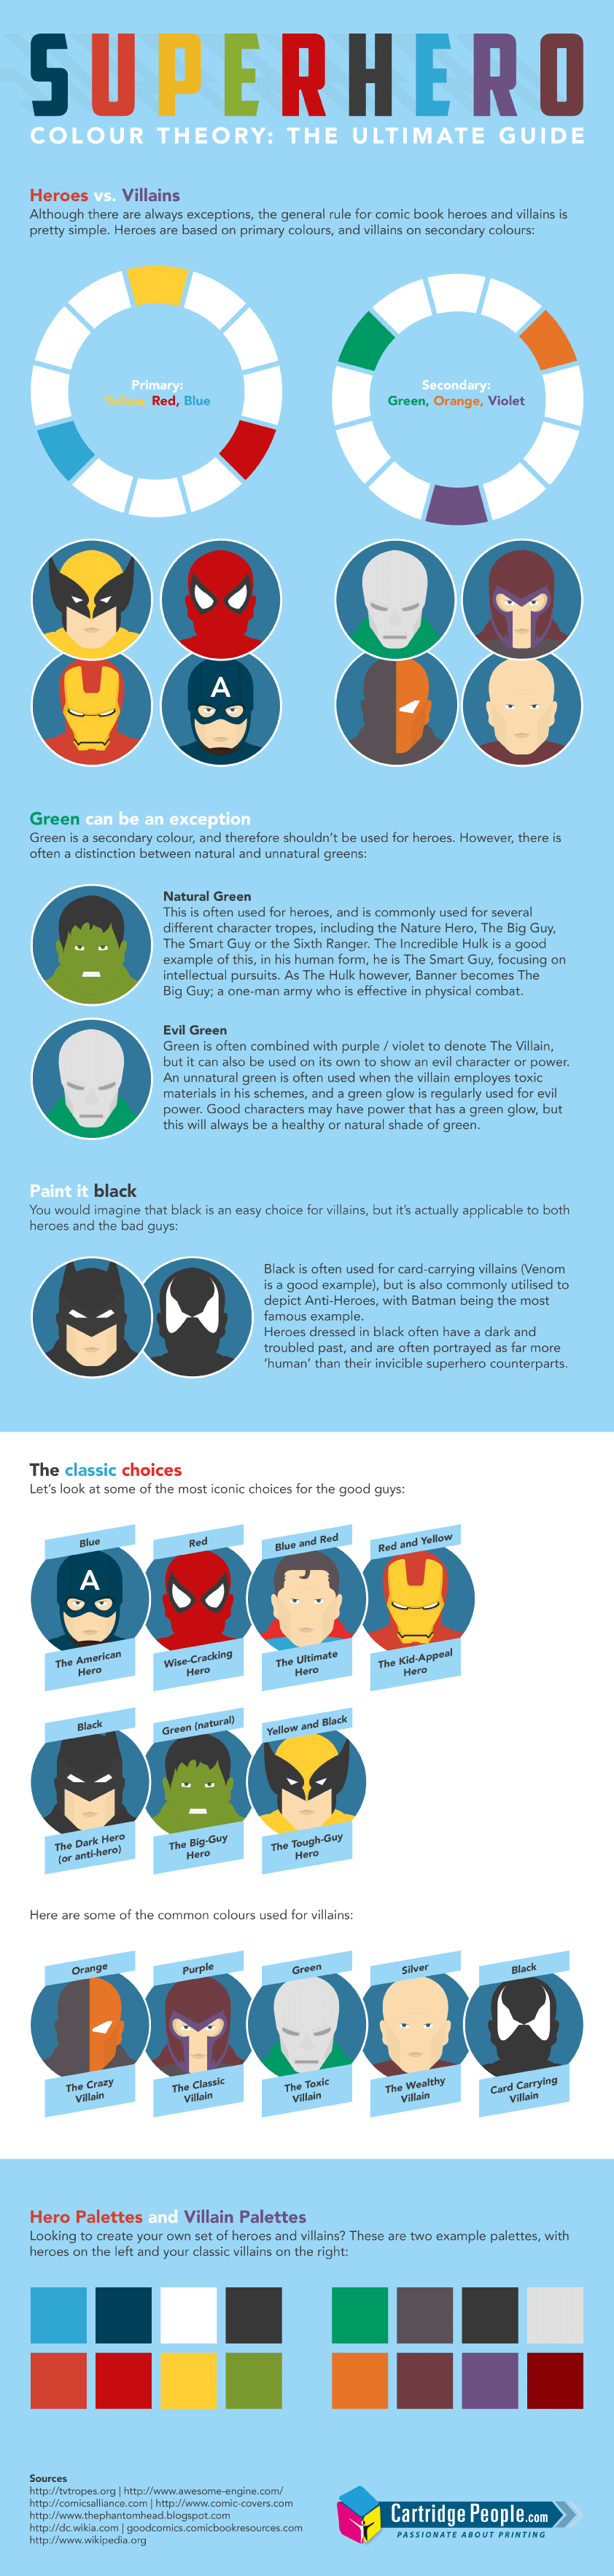 SUPERHERO
COLOUR THEORY: THE ULTIMATE GUIDE
Heroes vs. Villains
Although there are always exceptions, the general rule for comic book heroes and villains is
pretty simple. Heroes are based on primary colours, and villains on secondary colours:
Primary:
Yellow, Red, Blue
Secondary:
Green, Orange, Violet
A
Green can be an exception
Green is a secondary colour, and therefore shouldn't be used for heroes. However, there is
often a distinction between natural and unnatural greens:
Natural Green
This is often used for heroes, and is commonly used for several
different character tropes, including the Nature Hero, The Big Guy,
The Smart Guy or the Sixth Ranger. The Incredible Hulk is a good
example of this, in his human form, he is The Smart Guy, focusing on
intellectual pursuits. As The Hulk however, Banner becomes The
Big Guy; a one-man army who is effective in physical combat.
Evil Green
Green is often combined with purple / violet to denote The Villain,
but it can also be used on its own to show an evil character or power.
An unnatural green is often used when the villain employes toxic
materials in his schemes, and a green glow is regularly used for evil
power. Good characters may have power that has a green glow, but
this will always be a healthy or natural shade of green.
Paint it black
You would imagine that black is an easy choice for villains, but it's actually applicable to both
heroes and the bad guys:
Black is often used for card-carrying villains (Venom
is a good example), but is also commonly utilised to
depict Anti-Heroes, with Batman being the most
famous example.
Heroes dressed in black often have a dark and
troubled past, and are often portrayed as far more
'human' than their invicible superhero counterparts.
The classic choices
Let's look at some of the most iconic choices for the good guys:
Blue
A
The American
Hero
Red
Wise-Cracking
Hero
Blue and Red
The Ultimate
Hero
Red and Yellow
The Kid-Appeal
Hero
Black
The Dark Hero
(or anti-hero)
Green (natural)
The Big-Guy
Hero
Yellow and Black
The Tough-Guy
Hero
Here are some of the common colours used for villains:
Orange
The Crazy
Villain
Purple
The Classic
Villain
Green
The Toxic
Villain
Silver
The Wealthy
Villain
Black
Card Carrying
Villain
Hero Palettes and Villain Palettes
Looking to create your own set of heroes and villains? These are two example palettes, with
heroes on the left and your classic villains on the right:
Sources
http://tvtropes.org | http://www.awesome-engine.com/
http://comicsalliance.com | http://www.comic-covers.com
http://www.thephantomhead.blogspot.com
http://dc.wikia.com | goodcomics.comicbookresources.com
http://www.wikipedia.org
Cartridge People.com
PASSIONATE ABOUT PRINTING